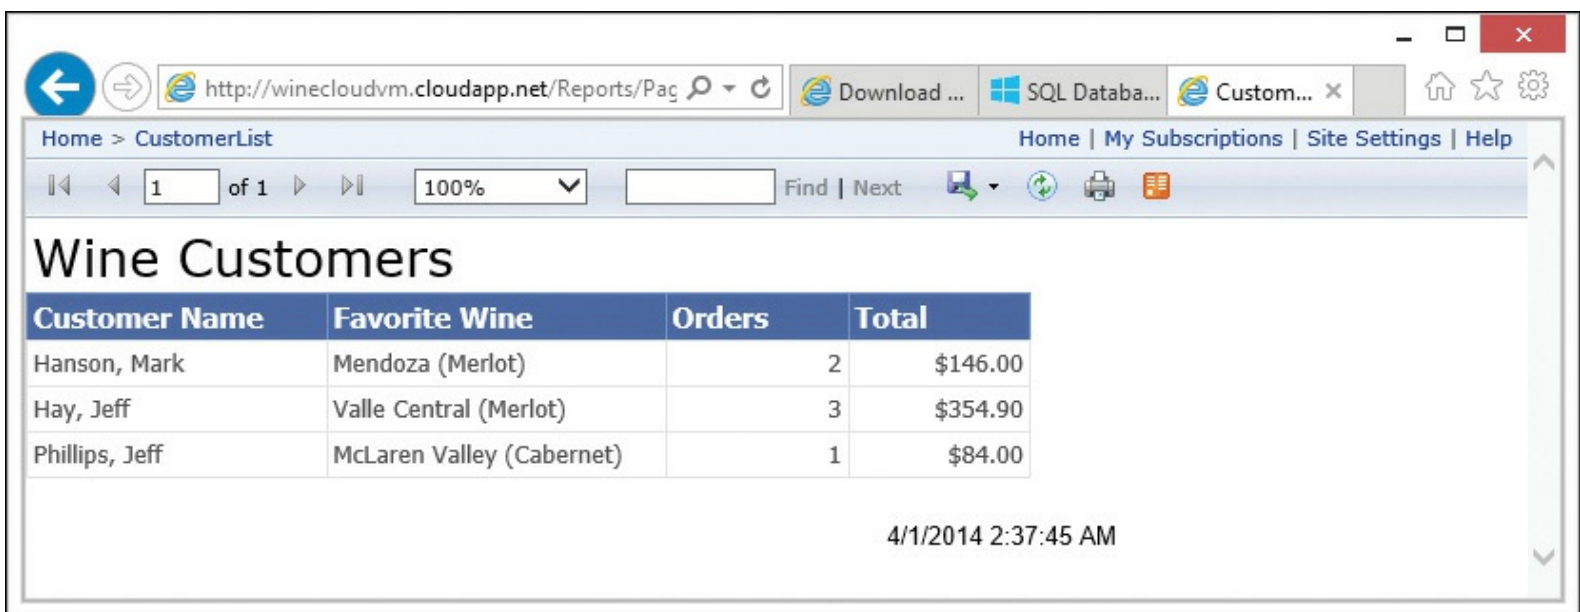 http://winecloudvm.cloudapp.net/Reports/Pag Download ... SQL Databa... Custom...
Home > CustomerList Home | My Subscriptions | Site Settings | Help
1 of 1 100% Find | Next
Wine Customers
Customer Name Favorite Wine Orders Total
Hanson, Mark Mendoza (Merlot) 2 $146.00
Hay, Jeff Valle Central (Merlot) 3 $354.90
Phillips, Jeff McLaren Valley (Cabernet) 1 $84.00
4/1/2014 2:37:45 AM